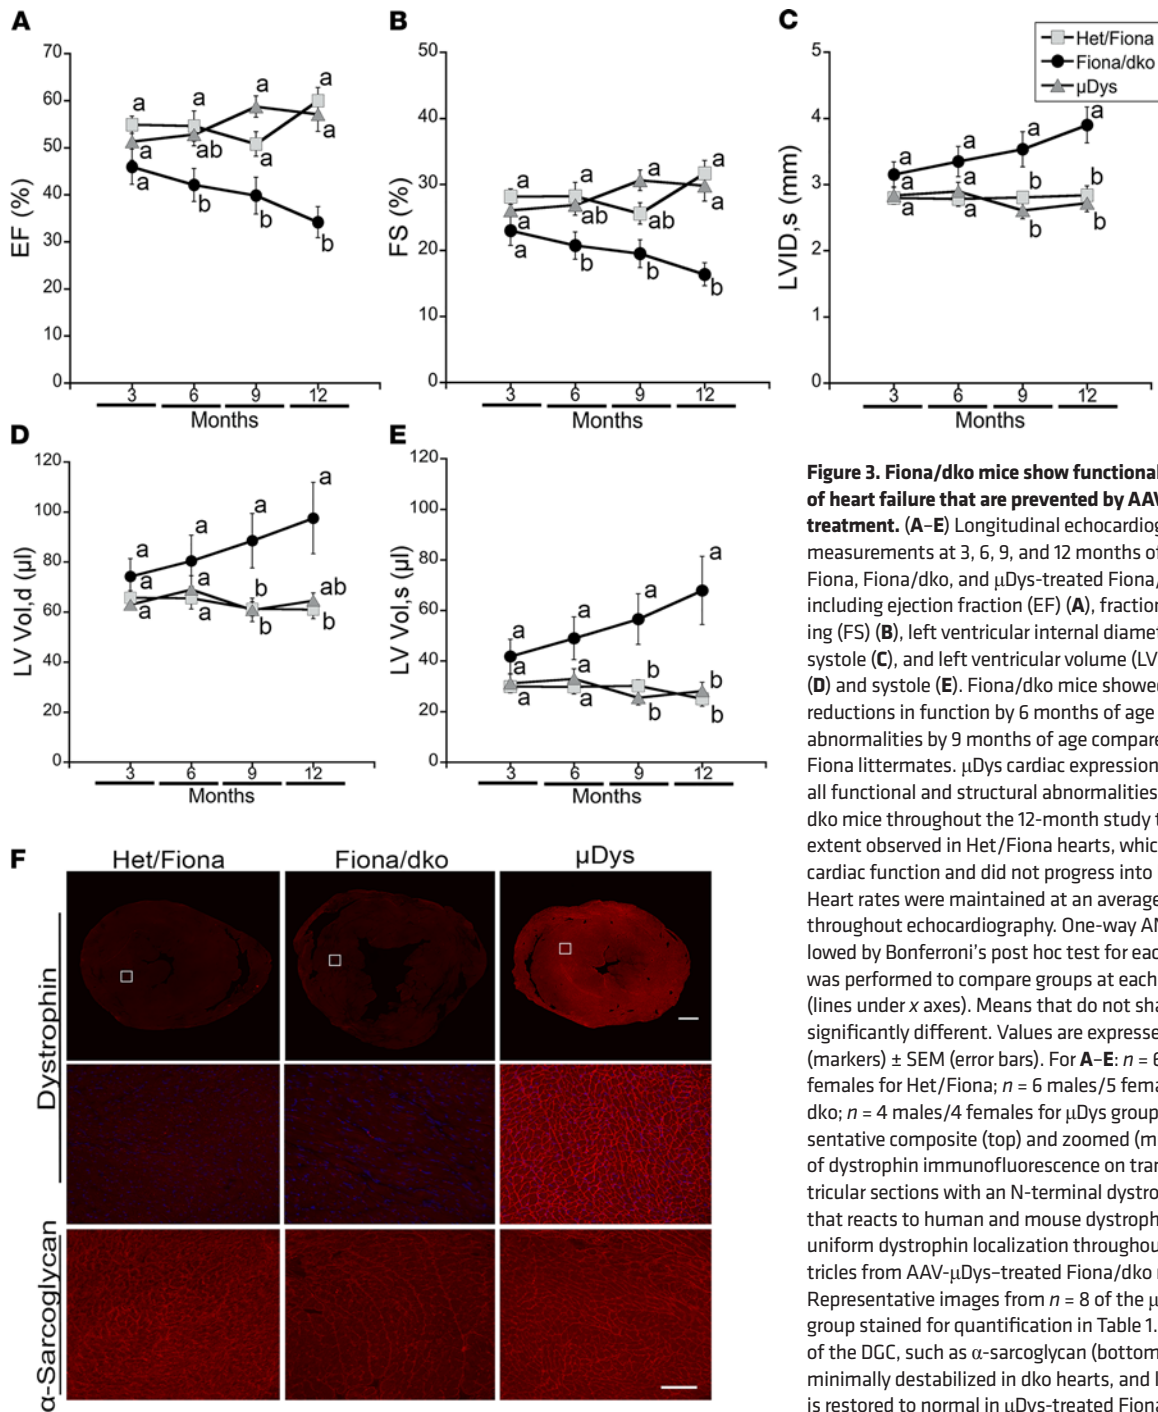 A
B
C
Het/Fiona
Fiona/dko
µDys
EF (%)
70
60
50
40
30
20
10
0
a
a
a
a
a
ab
a
a
a
b
b
b
3
6
9
12
Months
FS (%)
50
40
30
20
10
0
a
a
a
a
a
ab
a
a
a
b
b
b
3
6
9
12
Months
LVID,s (mm)
5
4
3
2
1
0
a
a
a
a
a
a
b
b
a
a
b
b
3
6
9
12
Months
D
E
LV Vol,d (µl)
120
100
80
60
40
20
0
a
a
a
a
a
a
b
ab
a
a
b
b
3
6
9
12
Months
LV Vol,s (µl)
120
100
80
60
40
20
0
a
a
a
a
a
a
b
b
a
a
b
b
3
6
9
12
Months
F
Het/Fiona
Fiona/dko
µDys
Dystrophin
α-Sarcoglycan
Figure 3. Fiona/dko mice show functional
of heart failure that are prevented by AAV
treatment. (A–E) Longitudinal echocardiog
measurements at 3, 6, 9, and 12 months of
Fiona, Fiona/dko, and µDys-treated Fiona/
including ejection fraction (EF) (A), fraction
ing (FS) (B), left ventricular internal diamet
systole (C), and left ventricular volume (LV
(D) and systole (E). Fiona/dko mice showed
reductions in function by 6 months of age
abnormalities by 9 months of age compare
Fiona littermates. µDys cardiac expression
all functional and structural abnormalities
dko mice throughout the 12-month study t
extent observed in Het/Fiona hearts, whic
cardiac function and did not progress into
Heart rates were maintained at an average
throughout echocardiography. One-way AN
lowed by Bonferroni's post hoc test for eac
was performed to compare groups at each
(lines under x axes). Means that do not sha
significantly different. Values are expresse
(markers) ± SEM (error bars). For A–E: n = 6
females for Het/Fiona; n = 6 males/5 fema
dko; n = 4 males/4 females for µDys group
sentative composite (top) and zoomed (m
of dystrophin immunofluorescence on tran
tricular sections with an N-terminal dystro
that reacts to human and mouse dystroph
uniform dystrophin localization throughou
tricles from AAV-µDys–treated Fiona/dko
Representative images from n = 8 of the µ
group stained for quantification in Table 1.
of the DGC, such as α-sarcoglycan (bottom
minimally destabilized in dko hearts, and l
is restored to normal in µDys-treated Fiona